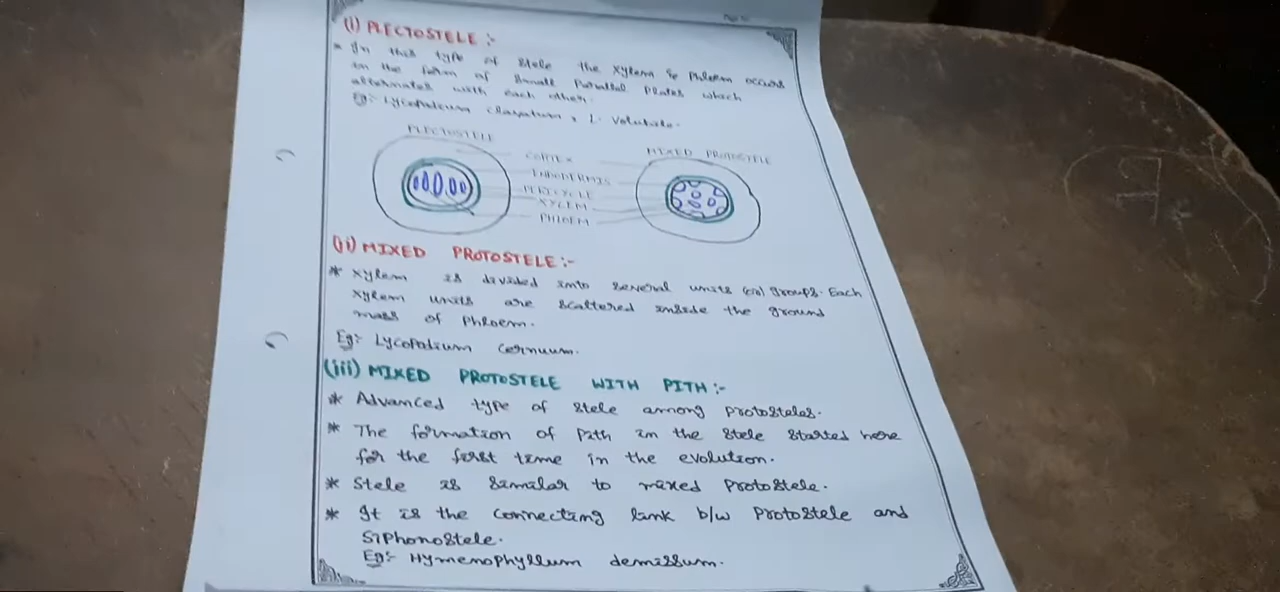 (i) PLECTOSTELE :-
* In this type of Stele the Xylem & Phloem occurs
in the form of Small Parallal Plates which
alternates with each other.
Eg:- Lycopodium clavatum, L. Volubile.
PLECTOSTELE
MIXED PROTOSTELE
CORTEX
ENDODERMIS
PERICYCLE
XYLEM
PHLOEM
(ii) MIXED PROTOSTELE :-
* Xylem is divided into several units (or) groups. Each
xylem units are scattered inside the ground
mass of Phloem.
Eg:- Lycopodium cernuum.
(iii) MIXED PROTOSTELE WITH PITH :-
* Advanced type of Stele among protosteles.
* The formation of Pith in the Stele started here
for the first time in the evolution.
* Stele is similar to mixed Protostele.
* It is the connecting link b/w Protostele and
Siphonostele.
Eg:- Hymenophyllum demissum.